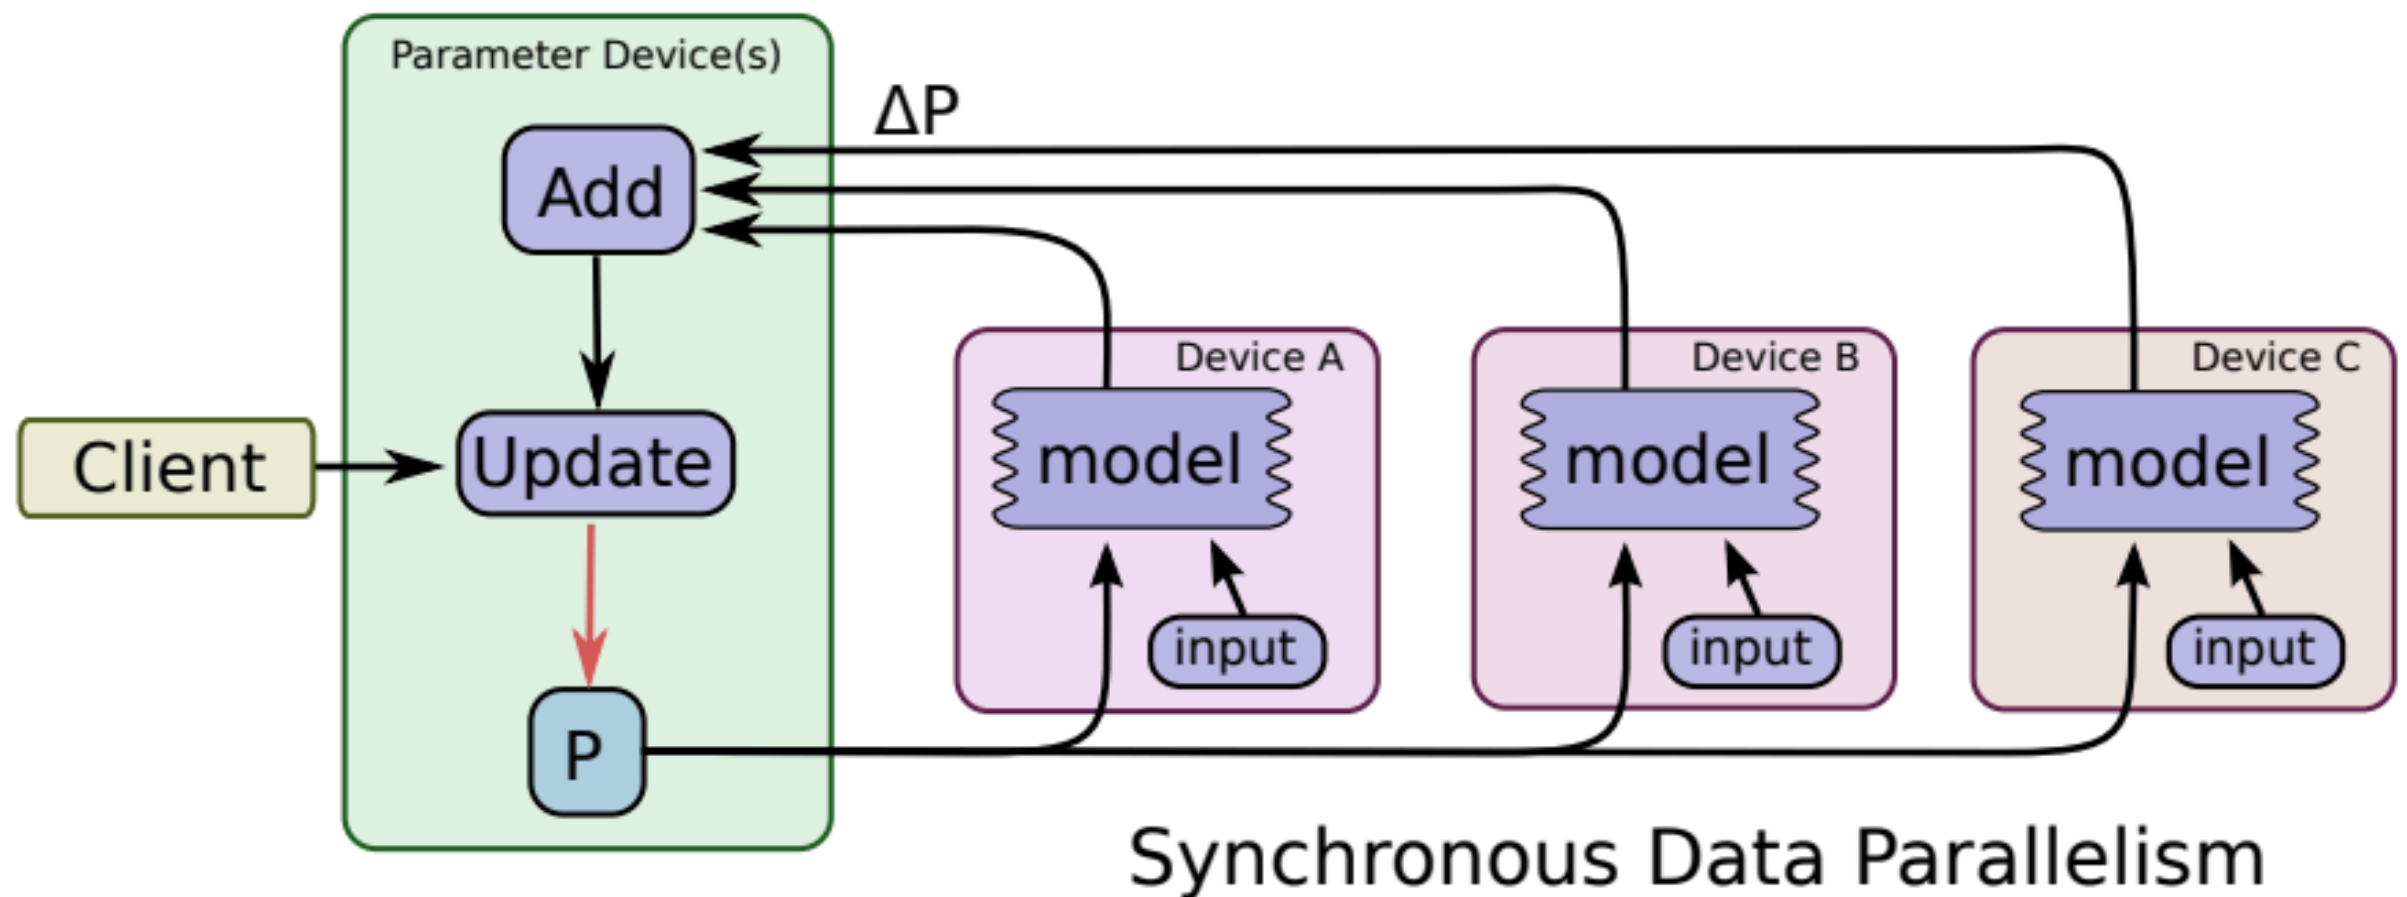 Parameter Device(s)
ΔP
Add
Device A
Device B
Device C
Client
Update
model
model
model
input
input
input
P
Synchronous Data Parallelism